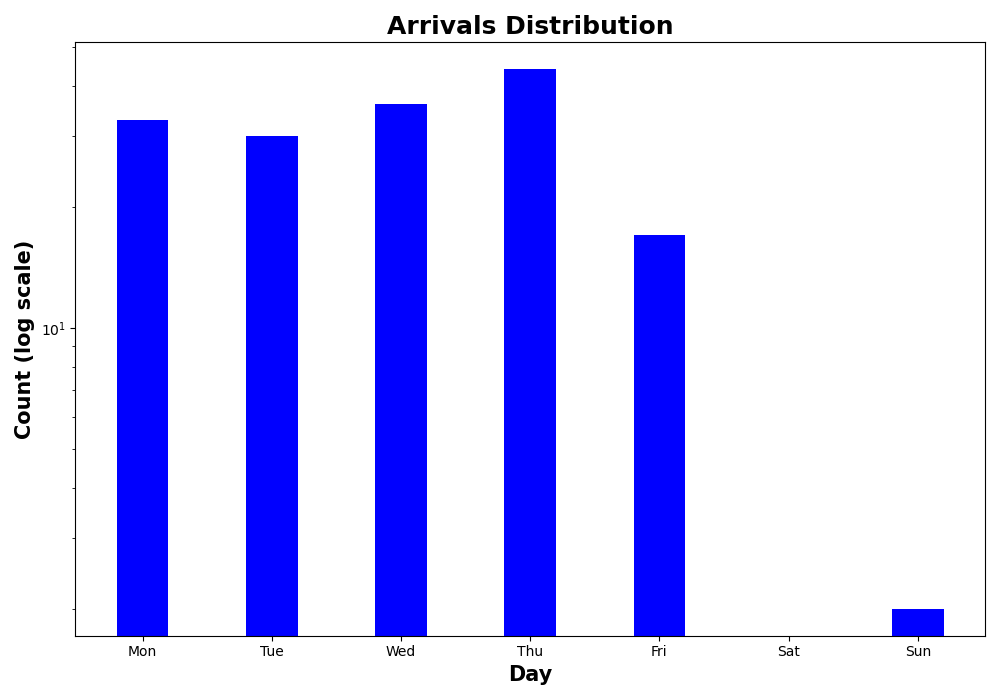 Arrivals Distribution
Count (log scale)
10¹
Mon Tue Wed Thu Fri Sat Sun
Day